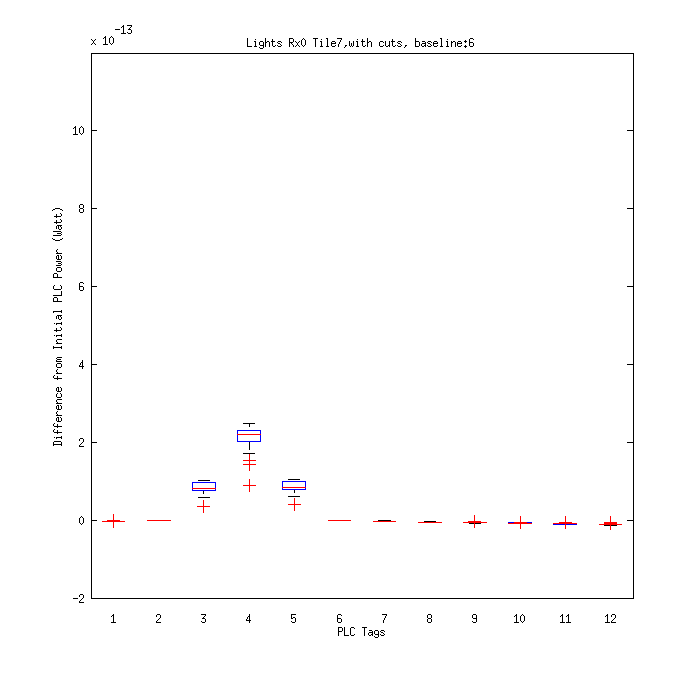 x 10-13
Lights Rx0 Tile7,with cuts, baseline:6
Difference from Initial PLC Power (Watt)
10
8
6
4
2
0
-2
1 2 3 4 5 6 7 8 9 10 11 12
PLC Tags